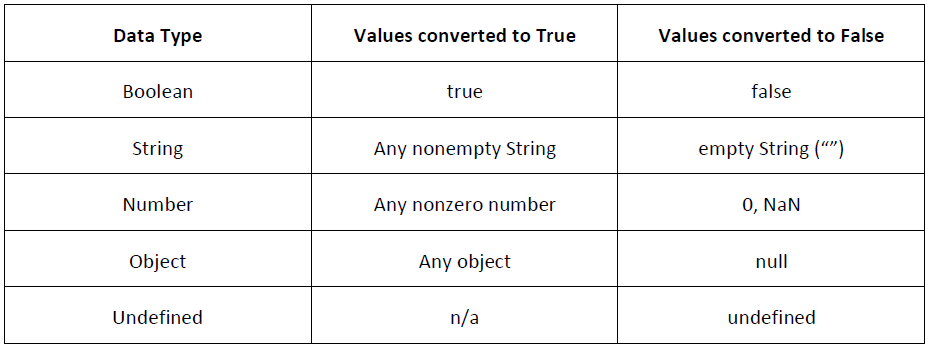 Data Type Values converted to True Values converted to False
Boolean true false
String Any nonempty String empty String (“”)
Number Any nonzero number 0, NaN
Object Any object null
Undefined n/a undefined